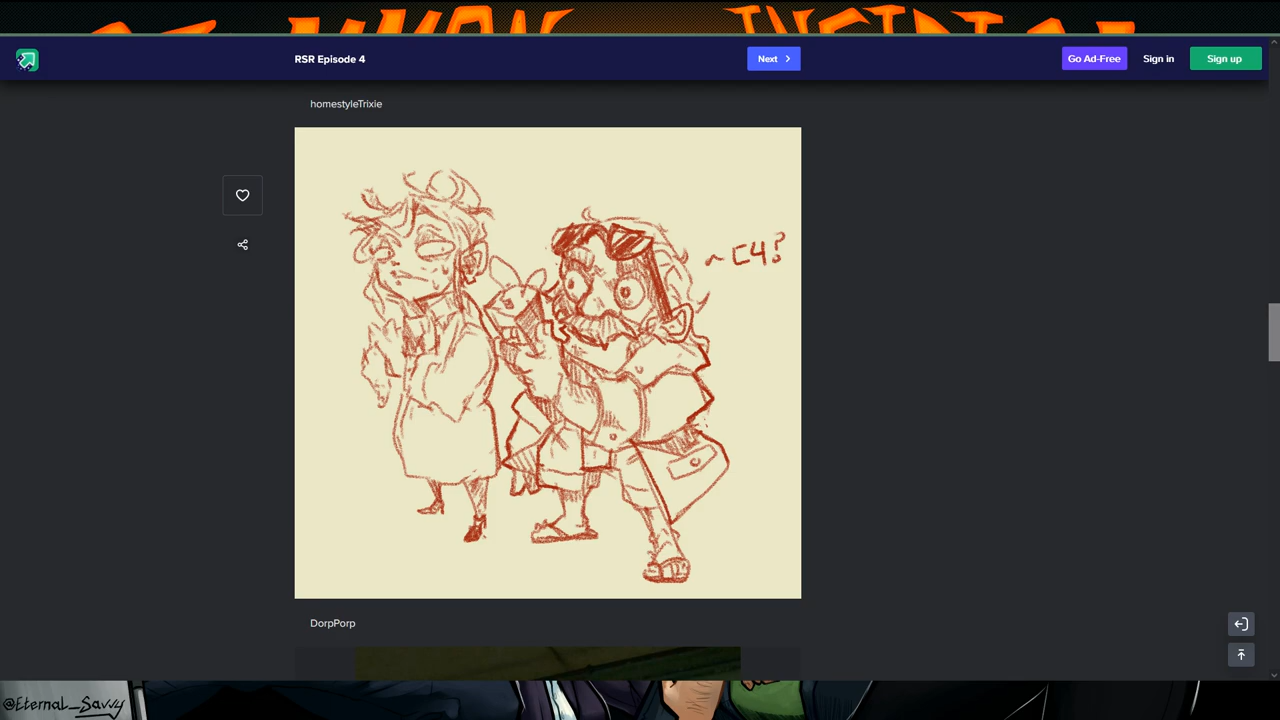 RSR Episode 4
Next
Go Ad-Free
Sign in
Sign up
homestyleTrixie
~C4?
DorpPorp
@Eternal_Savvy